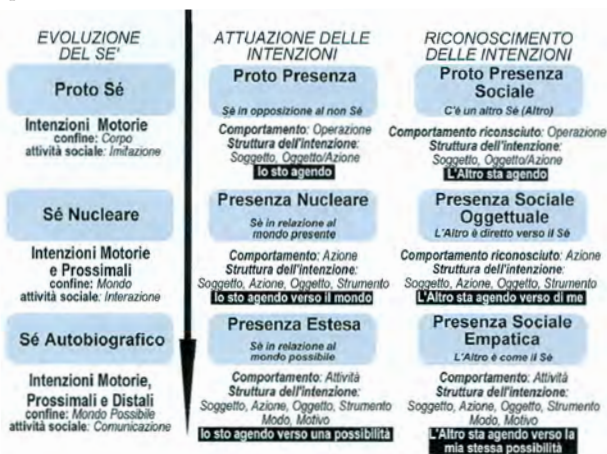 EVOLUZIONE
DEL SE'
Proto Sé
Intenzioni Motorie
confine: Corpo
attività sociale: Imitazione
Sé Nucleare
Intenzioni Motorie
e Prossimali
confine: Mondo
attività sociale: Interazione
Sé Autobiografico
Intenzioni Motorie,
Prossimali e Distali
confine: Mondo Possibile
attività sociale: Comunicazione
ATTUAZIONE DELLE
INTENZIONI
Proto Presenza
Sè in opposizione al non Sé
Comportamento: Operazione
Struttura dell'intenzione:
Soggetto, Oggetto/Azione
Io sto agendo
Presenza Nucleare
Sè in relazione al
mondo presente
Comportamento: Azione
Struttura dell'intenzione:
Soggetto, Azione, Oggetto, Strumento
Io sto agendo verso il mondo
Presenza Estesa
Sè in relazione al
mondo possibile
Comportamento: Attività
Struttura dell'intenzione:
Soggetto, Azione, Oggetto, Strumento
Modo, Motivo
Io sto agendo verso una possibilità
RICONOSCIMENTO
DELLE INTENZIONI
Proto Presenza
Sociale
C'è un altro Sé (Altro)
Comportamento riconosciuto: Operazione
Struttura dell'intenzione:
Soggetto, Oggetto/Azione
L'Altro sta agendo
Presenza Sociale
Oggettuale
L'Altro è diretto verso il Sé
Comportamento riconosciuto: Azione
Struttura dell'intenzione:
Soggetto, Azione, Oggetto, Strumento
L'Altro sta agendo verso di me
Presenza Sociale
Empatica
L'Altro è come il Sé
Comportamento: Attività
Struttura dell'intenzione:
Soggetto, Azione, Oggetto, Strumento
Modo, Motivo
L'Altro sta agendo verso la
mia stessa possibilità